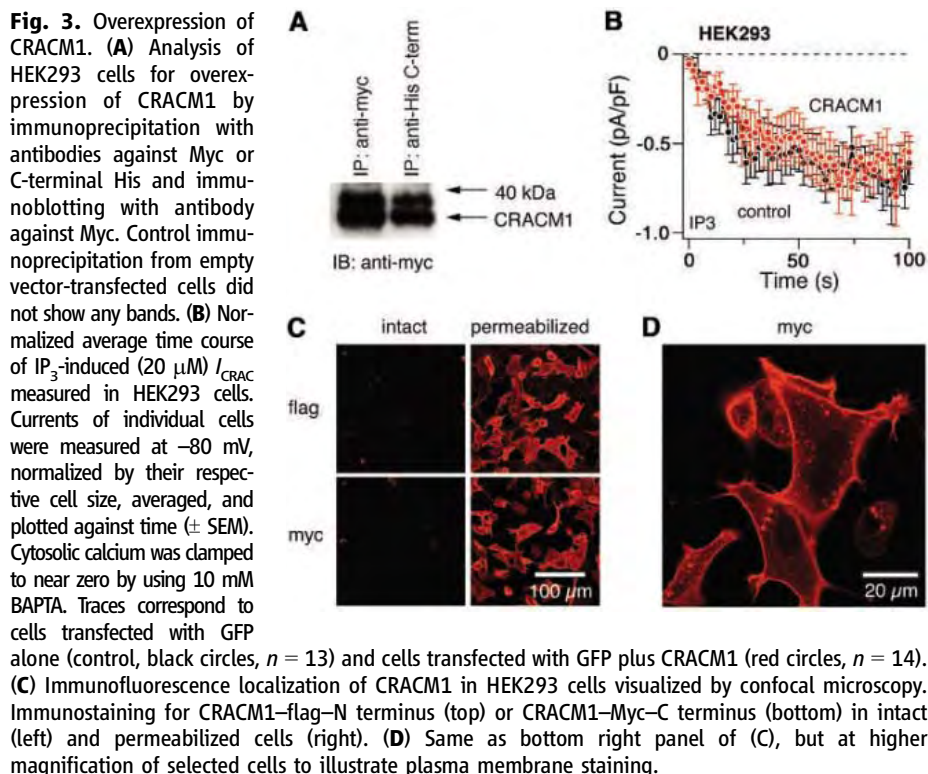 Fig. 3. Overexpression of
CRACM1. (A) Analysis of
HEK293 cells for overex-
pression of CRACM1 by
immunoprecipitation with
antibodies against Myc or
C-terminal His and immu-
noblotting with antibody
against Myc. Control immu-
noprecipitation from empty
vector-transfected cells did
not show any bands. (B) Nor-
malized average time course
of IP3-induced (20 μM) ICRAC
measured in HEK293 cells.
Currents of individual cells
were measured at –80 mV,
normalized by their respec-
tive cell size, averaged, and
plotted against time (± SEM).
Cytosolic calcium was clamped
to near zero by using 10 mM
BAPTA. Traces correspond to
cells transfected with GFP
alone (control, black circles, n = 13) and cells transfected with GFP plus CRACM1 (red circles, n = 14).
(C) Immunofluorescence localization of CRACM1 in HEK293 cells visualized by confocal microscopy.
Immunostaining for CRACM1–flag–N terminus (top) or CRACM1–Myc–C terminus (bottom) in intact
(left) and permeabilized cells (right). (D) Same as bottom right panel of (C), but at higher
magnification of selected cells to illustrate plasma membrane staining.
A
IP: anti-myc
IP: anti-His C-term
40 kDa
CRACM1
IB: anti-myc
B
HEK293
0
-0.5
-1.0
Current (pA/pF)
CRACM1
control
IP3
0
50
100
Time (s)
C
intact
permeabilized
flag
myc
100 μm
D
myc
20 μm